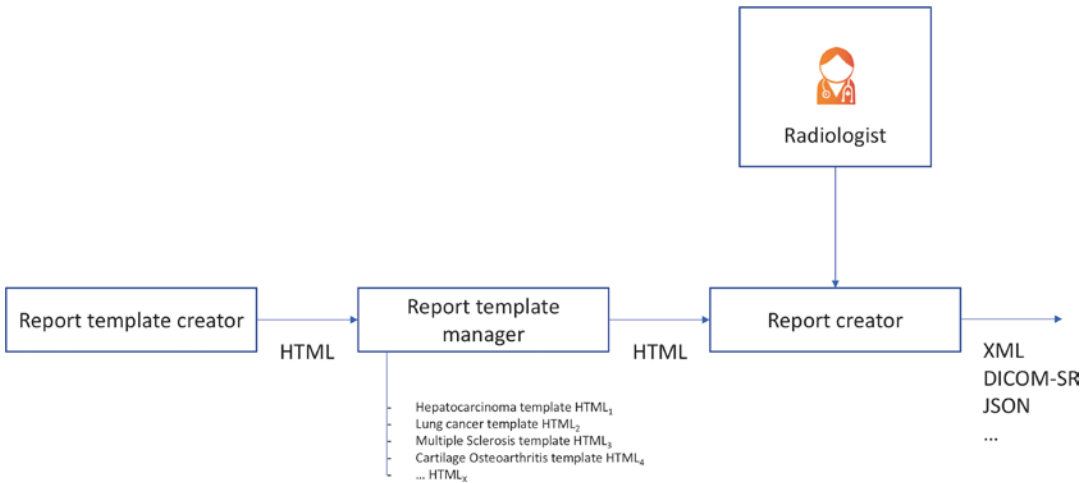 Radiologist
Report template creator
HTML
Report template
manager
HTML
Report creator
XML
DICOM-SR
JSON
...
Hepatocarcinoma template HTML₁
Lung cancer template HTML₂
Multiple Sclerosis template HTML₃
Cartilage Osteoarthritis template HTML₄
... HTMLₓ